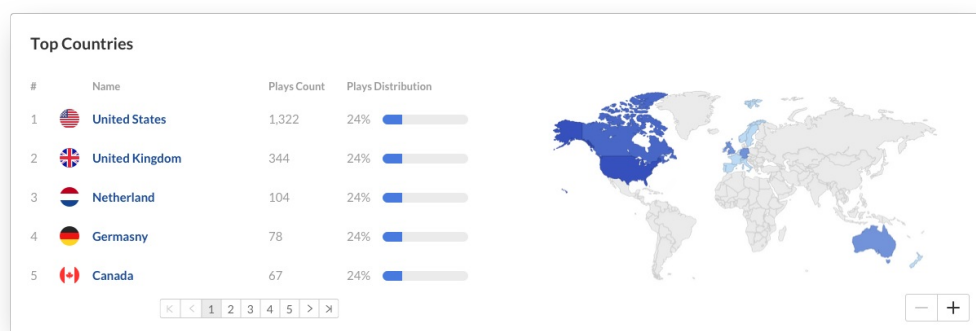 Top Countries
# Name Plays Count Plays Distribution
1 United States 1,322 24%
2 United Kingdom 344 24%
3 Netherland 104 24%
4 Germasny 78 24%
5 Canada 67 24%
1 2 3 4 5